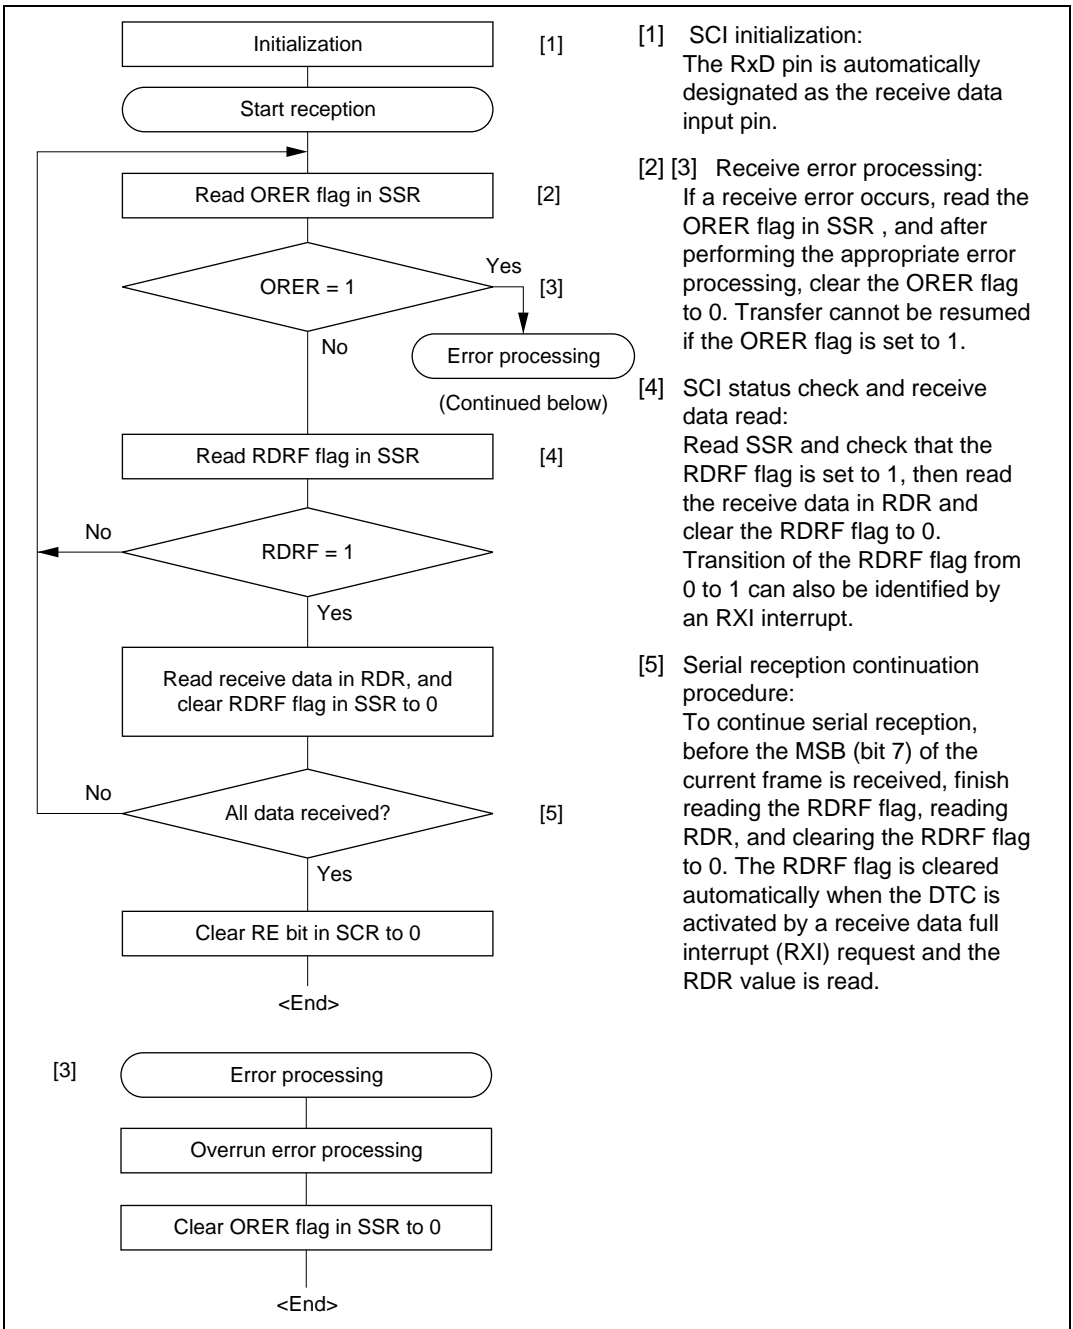 Initialization
[1]
Start reception
Read ORER flag in SSR
[2]
ORER = 1
Yes
[3]
No
Error processing
(Continued below)
Read RDRF flag in SSR
[4]
No
RDRF = 1
Yes
Read receive data in RDR, and
clear RDRF flag in SSR to 0
No
All data received?
[5]
Yes
Clear RE bit in SCR to 0
<End>
[3]
Error processing
Overrun error processing
Clear ORER flag in SSR to 0
<End>
[1] SCI initialization:
The RxD pin is automatically
designated as the receive data
input pin.
[2] [3] Receive error processing:
If a receive error occurs, read the
ORER flag in SSR , and after
performing the appropriate error
processing, clear the ORER flag
to 0. Transfer cannot be resumed
if the ORER flag is set to 1.
[4] SCI status check and receive
data read:
Read SSR and check that the
RDRF flag is set to 1, then read
the receive data in RDR and
clear the RDRF flag to 0.
Transition of the RDRF flag from
0 to 1 can also be identified by
an RXI interrupt.
[5] Serial reception continuation
procedure:
To continue serial reception,
before the MSB (bit 7) of the
current frame is received, finish
reading the RDRF flag, reading
RDR, and clearing the RDRF flag
to 0. The RDRF flag is cleared
automatically when the DTC is
activated by a receive data full
interrupt (RXI) request and the
RDR value is read.